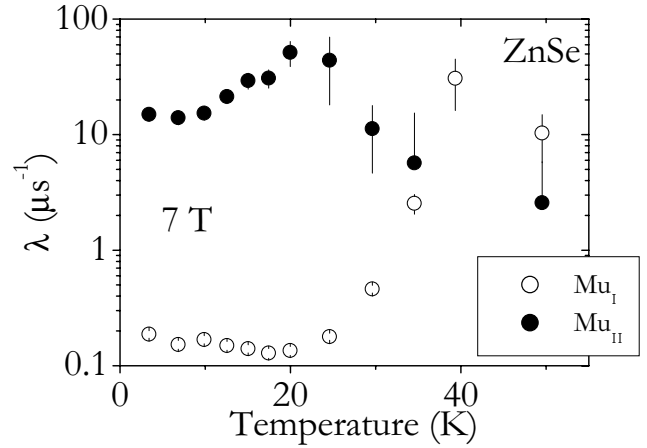 100
10
1
0.1
λ (μs⁻¹)
ZnSe
7 T
Mu_I
Mu_II
0 20 40
Temperature (K)